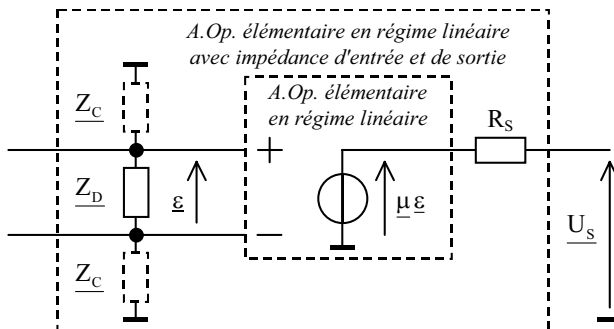 A.Op. élémentaire en régime linéaire
avec impédance d'entrée et de sortie
A.Op. élémentaire
en régime linéaire
Z_C
R_S
+
Z_D
ε
μ ε
−
U_S
Z_C